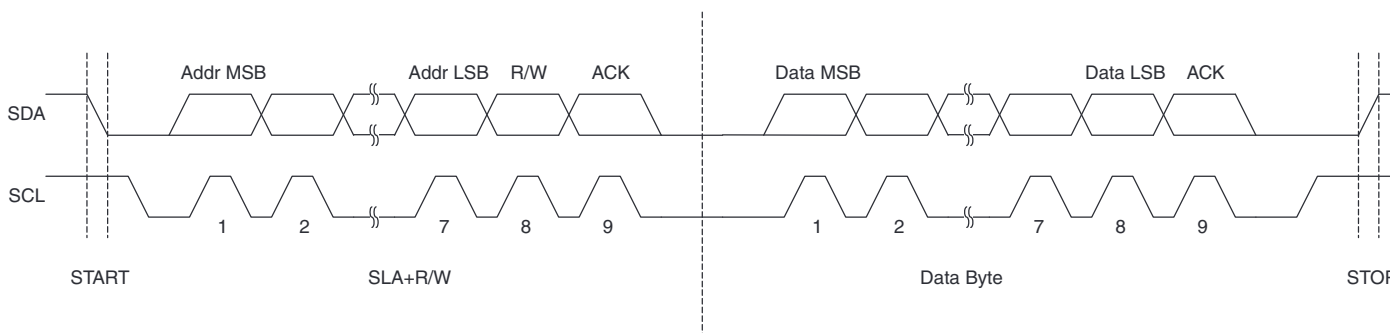 Addr MSB Addr LSB R/W ACK Data MSB Data LSB ACK
SDA
SCL
1 2 7 8 9 1 2 7 8 9
START SLA+R/W Data Byte STOP